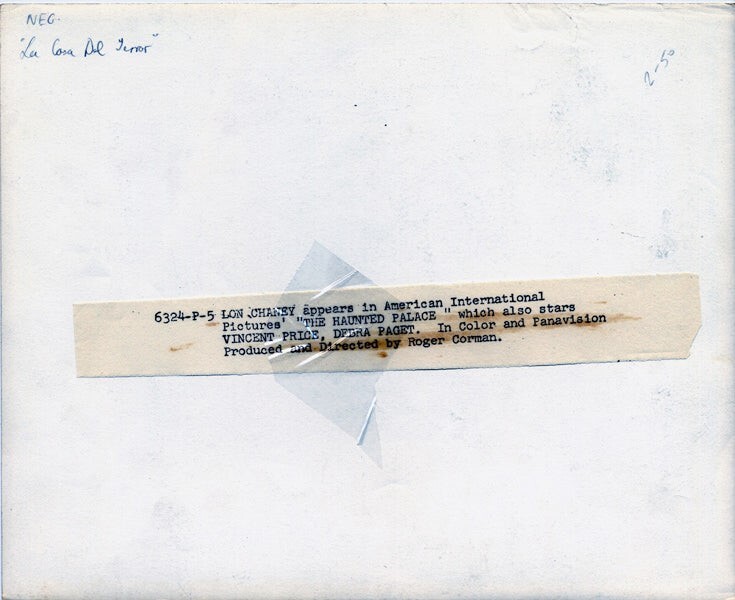 NEG.
"La Casa Del Terror"
2.50
6324-P-5 LON CHANEY appears in American International
Pictures' "THE HAUNTED PALACE " which also stars
VINCENT PRICE, DEBRA PAGET. In Color and Panavision
Produced and Directed by Roger Corman.